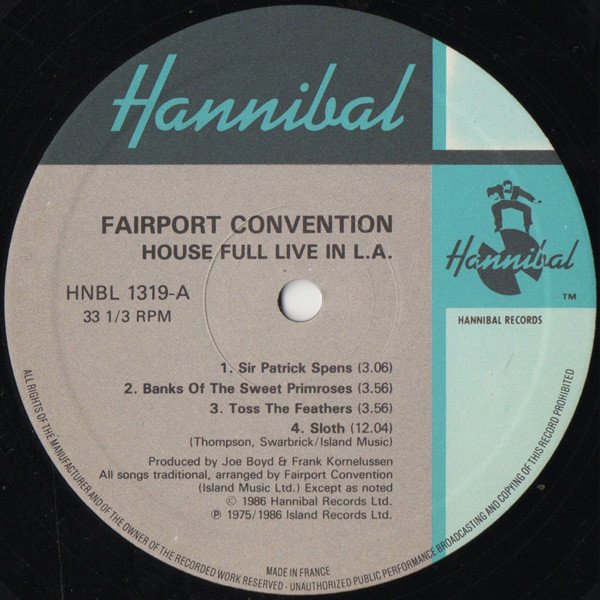 Hannibal
FAIRPORT CONVENTION
HOUSE FULL LIVE IN L.A.
HNBL 1319-A
33 1/3 RPM
Hannibal
TM
HANNIBAL RECORDS
1. Sir Patrick Spens (3.06)
2. Banks Of The Sweet Primroses (3.56)
3. Toss The Feathers (3.56)
4. Sloth (12.04)
(Thompson, Swarbrick/Island Music)
Produced by Joe Boyd & Frank Kornelussen
All songs traditional, arranged by Fairport Convention
(Island Music Ltd.) Except as noted
© 1986 Hannibal Records Ltd.
℗ 1975/1986 Island Records Ltd.
MADE IN FRANCE
ALL RIGHTS OF THE MANUFACTURER AND OF THE OWNER OF THE RECORDED WORK RESERVED - UNAUTHORIZED PUBLIC PERFORMANCE BROADCASTING AND COPYING OF THIS RECORD PROHIBITED